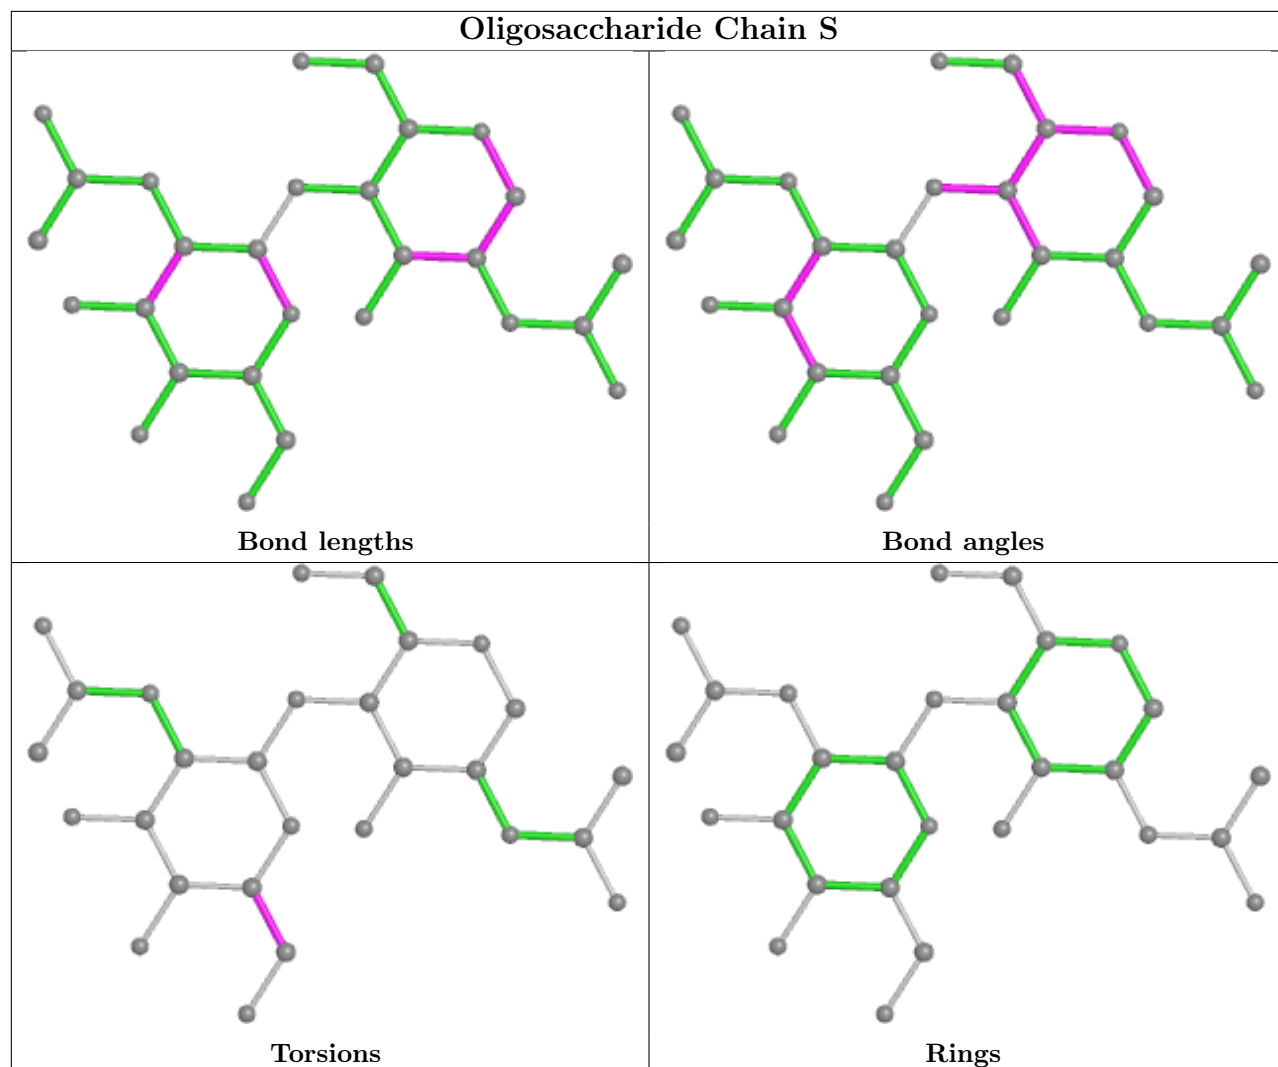 Oligosaccharide Chain S
Bond lengths
Bond angles
Torsions
Rings